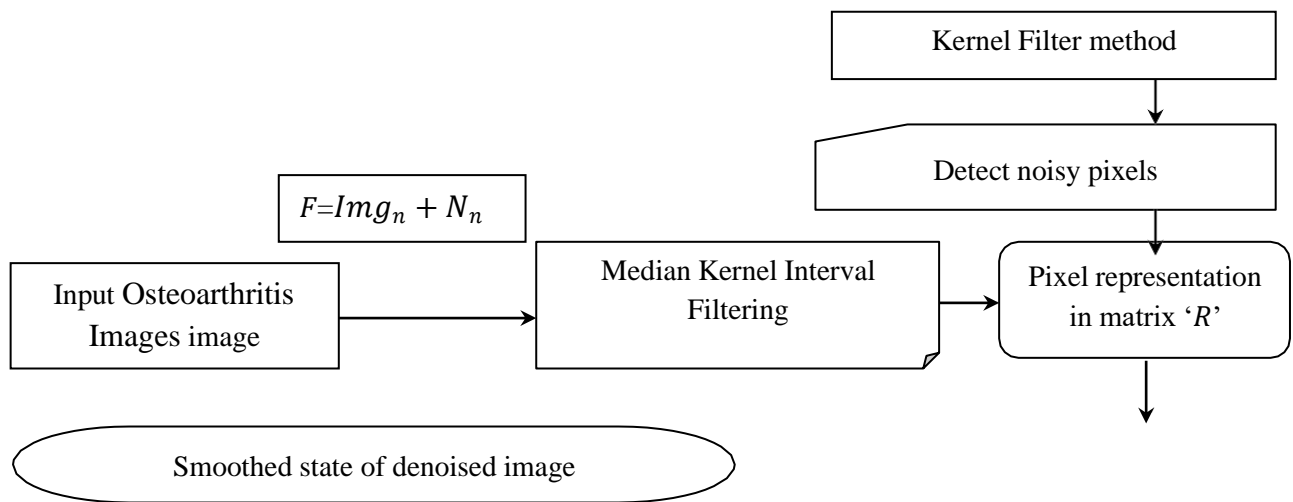 Kernel Filter method
Detect noisy pixels
F=Img_n + N_n
Input Osteoarthritis
Images image
Median Kernel Interval
Filtering
Pixel representation
in matrix ‘R’
Smoothed state of denoised image